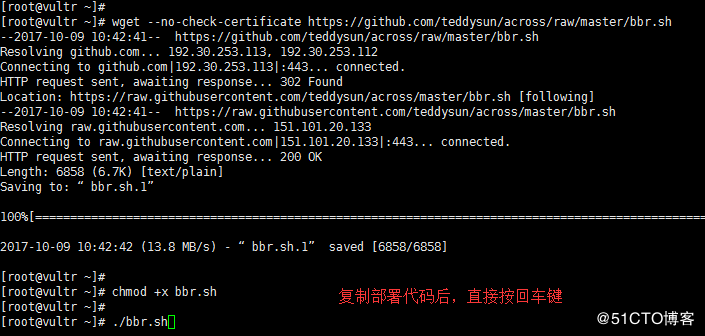 [root@vultr ~]#
[root@vultr ~]# wget --no-check-certificate https://github.com/teddysun/across/raw/master/bbr.sh
--2017-10-09 10:42:41--  https://github.com/teddysun/across/raw/master/bbr.sh
Resolving github.com... 192.30.253.113, 192.30.253.112
Connecting to github.com|192.30.253.113|:443... connected.
HTTP request sent, awaiting response... 302 Found
Location: https://raw.githubusercontent.com/teddysun/across/master/bbr.sh [following]
--2017-10-09 10:42:41--  https://raw.githubusercontent.com/teddysun/across/master/bbr.sh
Resolving raw.githubusercontent.com... 151.101.20.133
Connecting to raw.githubusercontent.com|151.101.20.133|:443... connected.
HTTP request sent, awaiting response... 200 OK
Length: 6858 (6.7K) [text/plain]
Saving to: “ bbr.sh.1”
100%[================================================================================================
2017-10-09 10:42:42 (13.8 MB/s) - “ bbr.sh.1”  saved [6858/6858]
[root@vultr ~]#
[root@vultr ~]# chmod +x bbr.sh
复制部署代码后，直接按回车键
[root@vultr ~]#
[root@vultr ~]# ./bbr.sh
@51CTO博客